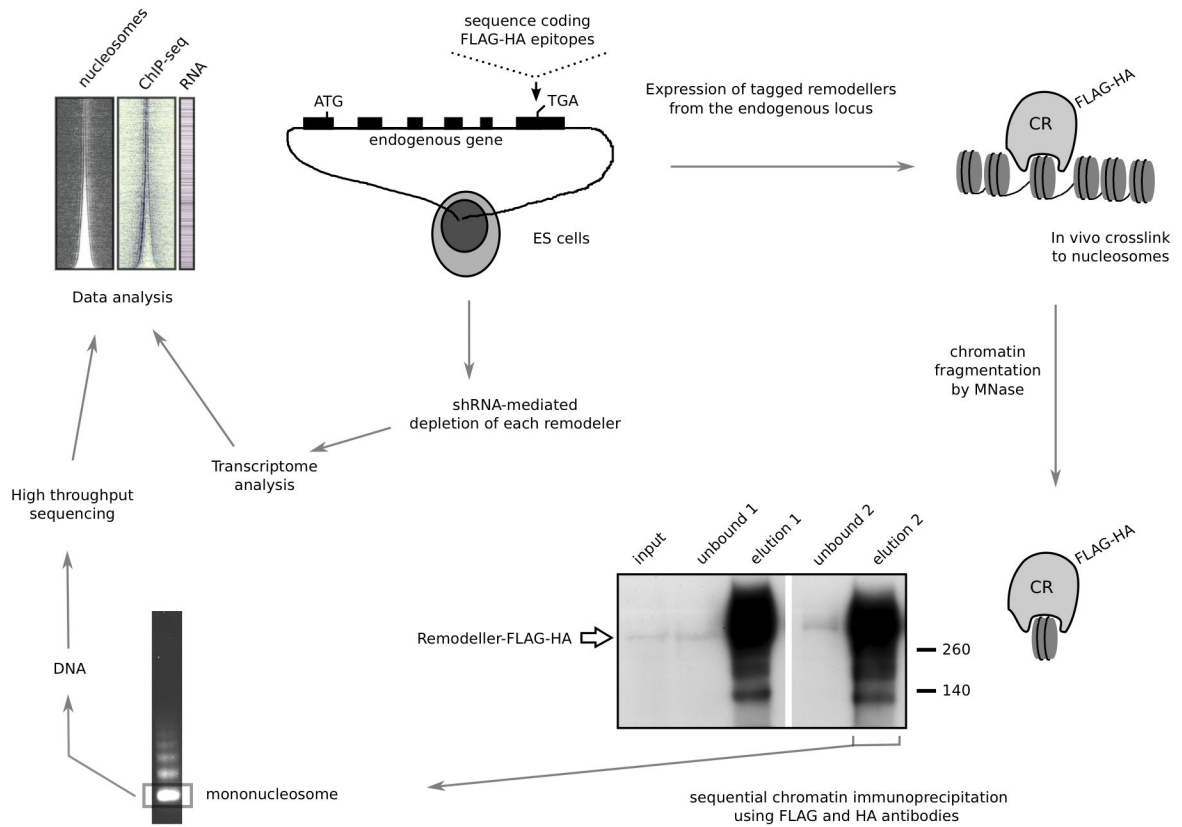 nucleosomes
ChIP-seq
RNA
Data analysis
sequence coding
FLAG-HA epitopes
ATG
TGA
endogenous gene
ES cells
Expression of tagged remodellers
from the endogenous locus
FLAG-HA
CR
In vivo crosslink
to nucleosomes
chromatin
fragmentation
by MNase
shRNA-mediated
depletion of each remodeler
Transcriptome
analysis
High throughput
sequencing
DNA
mononucleosome
input
unbound 1
elution 1
unbound 2
elution 2
Remodeller-FLAG-HA
260
140
FLAG-HA
CR
sequential chromatin immunoprecipitation
using FLAG and HA antibodies